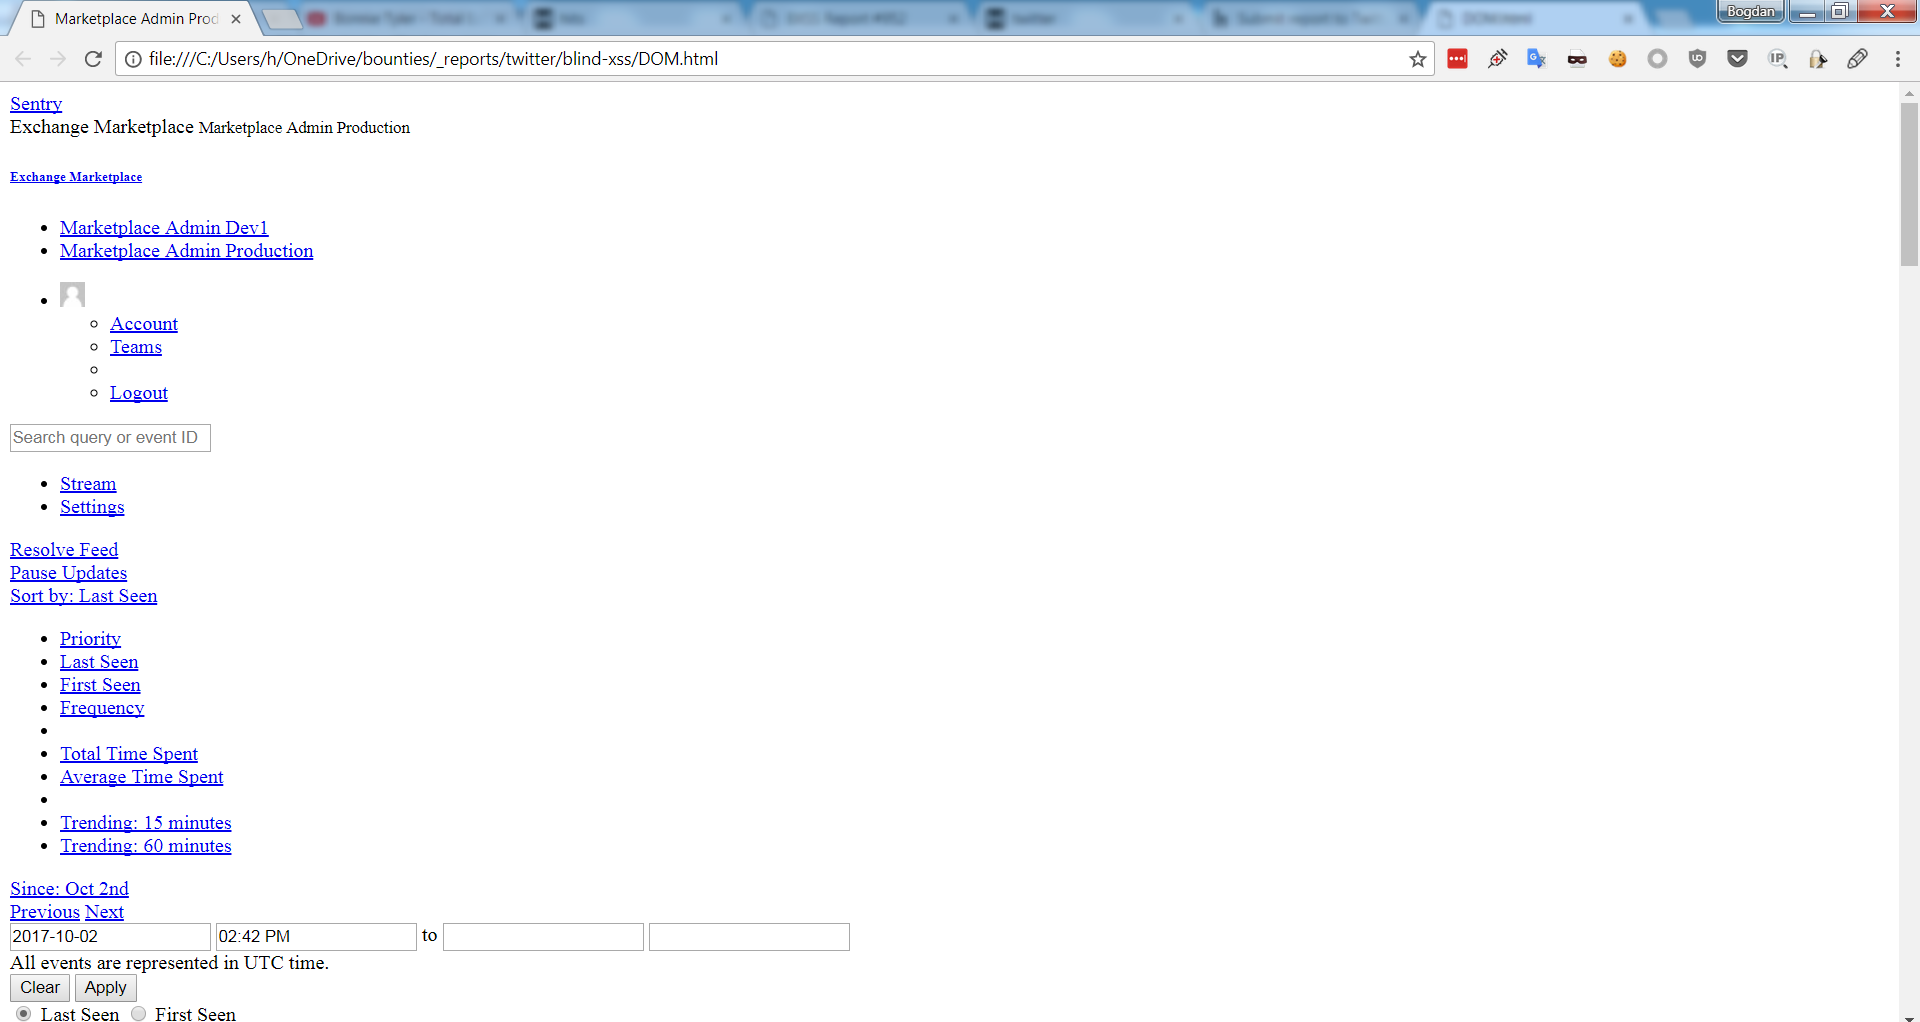 Marketplace Admin Prod
Bogdan
file:///C:/Users/h/OneDrive/bounties/_reports/twitter/blind-xss/DOM.html
Sentry
Exchange Marketplace Marketplace Admin Production
Exchange Marketplace
Marketplace Admin Dev1
Marketplace Admin Production
Account
Teams
Logout
Search query or event ID
Stream
Settings
Resolve Feed
Pause Updates
Sort by: Last Seen
Priority
Last Seen
First Seen
Frequency
Total Time Spent
Average Time Spent
Trending: 15 minutes
Trending: 60 minutes
Since: Oct 2nd
Previous Next
2017-10-02 02:42 PM to
All events are represented in UTC time.
Clear Apply
Last Seen First Seen